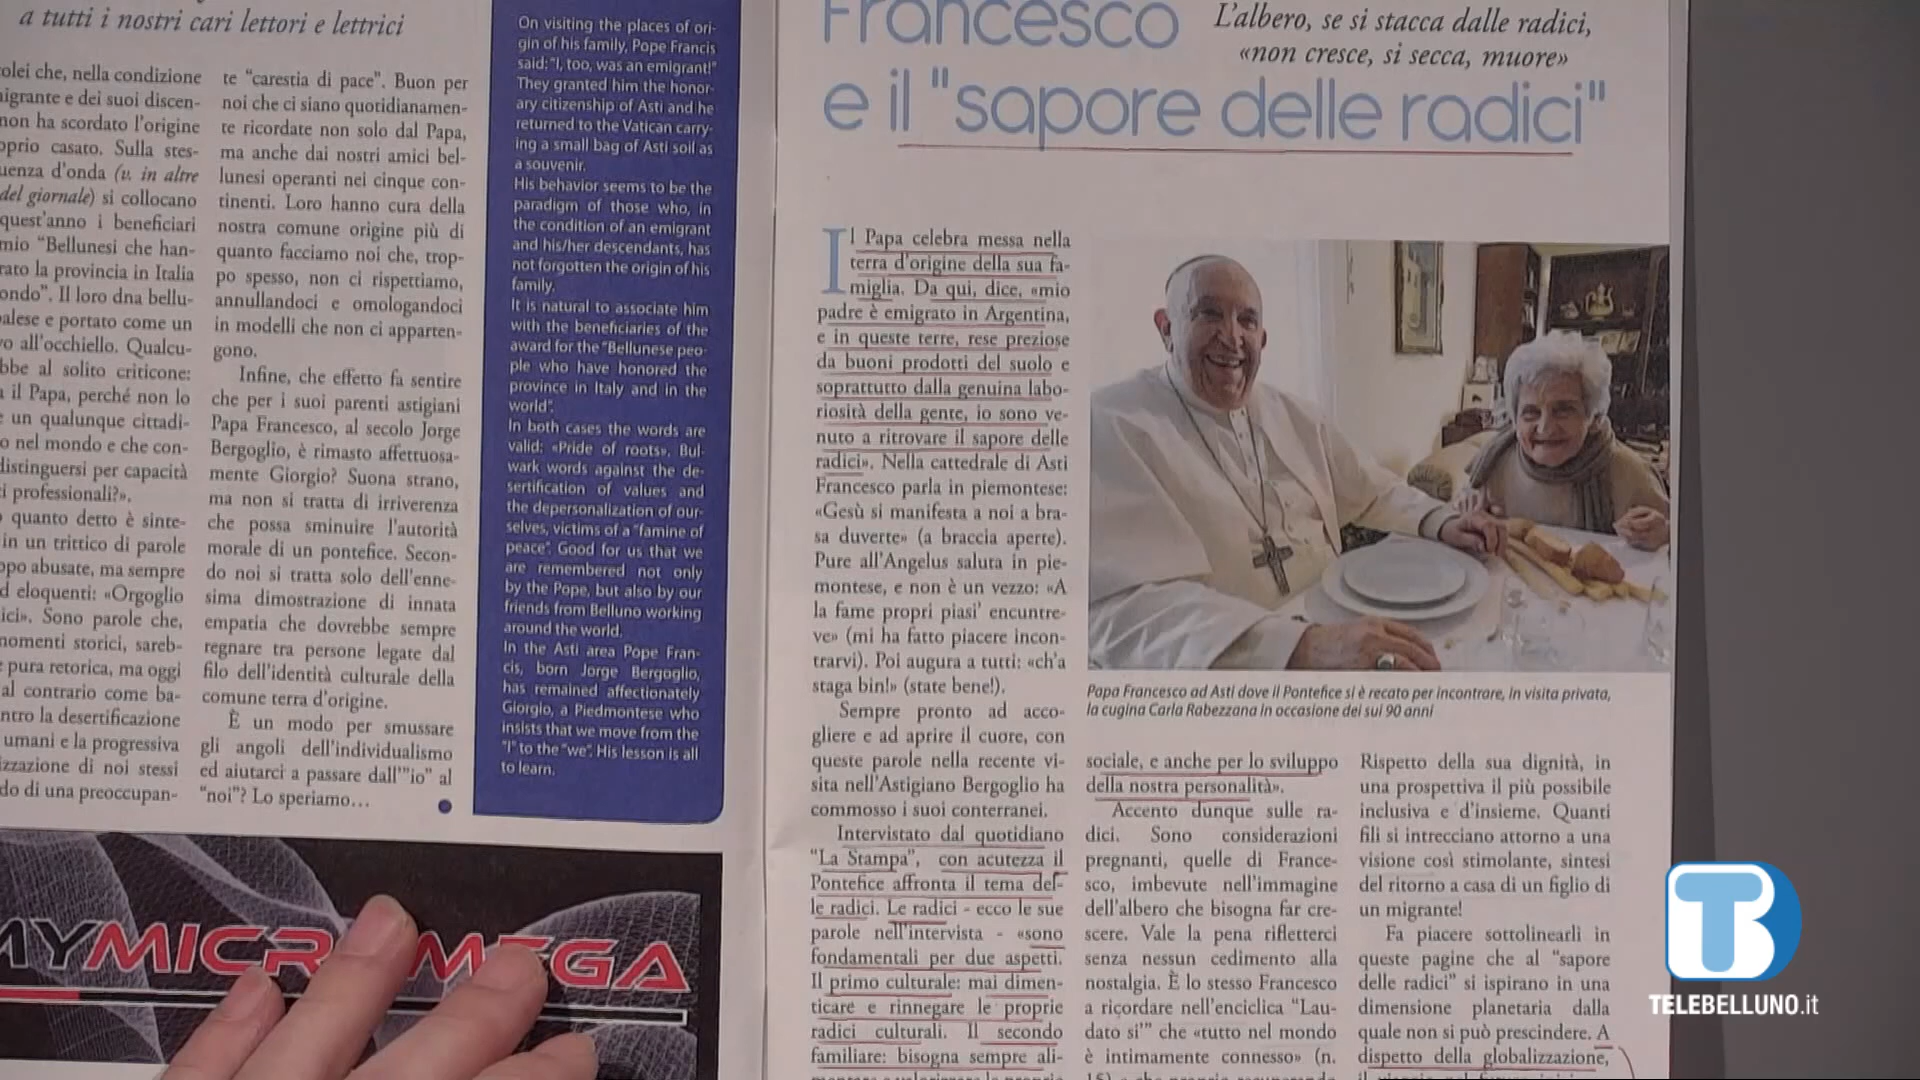 a tutti i nostri cari lettori e lettrici
olei che, nella condizione
igrante e dei suoi discen-
non ha scordato l'origine
oprio casato. Sulla stes-
uenza d'onda (v. in altre
del giornale) si collocano
quest'anno i beneficiari
mio "Bellunesi che han-
rato la provincia in Italia
ondo". Il loro dna bellu-
alese e portato come un
vo all'occhiello. Qualcu-
bbe al solito criticone:
a il Papa, perché non lo
e un qualunque cittadi-
o nel mondo e che con-
distinguersi per capacità
i professionali?».
o quanto detto è sinte-
in un trittico di parole
ppo abusate, ma sempre
d eloquenti: «Orgoglio
ici». Sono parole che,
momenti storici, sareb-
e pura retorica, ma oggi
al contrario come ba-
ntro la desertificazione
umani e la progressiva
izzazione di noi stessi
do di una preoccupan-
te "carestia di pace". Buon per
noi che ci siano quotidianamen-
te ricordate non solo dal Papa,
ma anche dai nostri amici bel-
lunesi operanti nei cinque con-
tinenti. Loro hanno cura della
nostra comune origine più di
quanto facciamo noi che, trop-
po spesso, non ci rispettiamo,
annullandoci e omologandoci
in modelli che non ci apparten-
gono.
Infine, che effetto fa sentire
che per i suoi parenti astigiani
Papa Francesco, al secolo Jorge
Bergoglio, è rimasto affettuosa-
mente Giorgio? Suona strano,
ma non si tratta di irriverenza
che possa sminuire l'autorità
morale di un pontefice. Secon-
do noi si tratta solo dell'enne-
sima dimostrazione di innata
empatia che dovrebbe sempre
regnare tra persone legate dal
filo dell'identità culturale della
comune terra d'origine.
È un modo per smussare
gli angoli dell'individualismo
ed aiutarci a passare dall'"io" al
"noi"? Lo speriamo...
On visiting the places of ori-
gin of his family, Pope Francis
said: "I, too, was an emigrant!"
They granted him the honor-
ary citizenship of Asti and he
returned to the Vatican carry-
ing a small bag of Asti soil as
a souvenir.
His behavior seems to be the
paradigm of those who, in
the condition of an emigrant
and his/her descendants, has
not forgotten the origin of his
family.
It is natural to associate him
with the beneficiaries of the
award for the "Bellunese peo-
ple who have honored the
province in Italy and in the
world".
In both cases the words are
valid: «Pride of roots». Bul-
wark words against the de-
sertification of values and
the depersonalization of our-
selves, victims of a "famine of
peace". Good for us that we
are remembered not only
by the Pope, but also by our
friends from Belluno working
around the world.
In the Asti area Pope Fran-
cis, born Jorge Bergoglio,
has remained affectionately
Giorgio, a Piedmontese who
insists that we move from the
"I" to the "we". His lesson is all
to learn.
MYMICR MEGA
Francesco
e il "sapore delle radici"
L'albero, se si stacca dalle radici,
«non cresce, si secca, muore»
Il Papa celebra messa nella
terra d'origine della sua fa-
miglia. Da qui, dice, «mio
padre è emigrato in Argentina,
e in queste terre, rese preziose
da buoni prodotti del suolo e
soprattutto dalla genuina labo-
riosità della gente, io sono ve-
nuto a ritrovare il sapore delle
radici». Nella cattedrale di Asti
Francesco parla in piemontese:
«Gesù si manifesta a noi a bra-
sa duverte» (a braccia aperte).
Pure all'Angelus saluta in pie-
montese, e non è un vezzo: «A
la fame propri piasi' encuntre-
ve» (mi ha fatto piacere incon-
trarvi). Poi augura a tutti: «ch'a
staga bin!» (state bene!).
Sempre pronto ad acco-
gliere e ad aprire il cuore, con
queste parole nella recente vi-
sita nell'Astigiano Bergoglio ha
commosso i suoi conterranei.
Intervistato dal quotidiano
"La Stampa", con acutezza il
Pontefice affronta il tema del-
le radici. Le radici - ecco le sue
parole nell'intervista - «sono
fondamentali per due aspetti.
Il primo culturale: mai dimen-
ticare e rinnegare le proprie
radici culturali. Il secondo
familiare: bisogna sempre ali-
Papa Francesco ad Asti dove il Pontefice si è recato per incontrare, in visita privata,
la cugina Carla Rabezzana in occasione dei sui 90 anni
sociale, e anche per lo sviluppo
della nostra personalità».
Accento dunque sulle ra-
dici. Sono considerazioni
pregnanti, quelle di France-
sco, imbevute nell'immagine
dell'albero che bisogna far cre-
scere. Vale la pena rifletterci
senza nessun cedimento alla
nostalgia. È lo stesso Francesco
a ricordare nell'enciclica "Lau-
dato si'" che «tutto nel mondo
è intimamente connesso» (n.
Rispetto della sua dignità, in
una prospettiva il più possibile
inclusiva e d'insieme. Quanti
fili si intrecciano attorno a una
visione così stimolante, sintesi
del ritorno a casa di un figlio di
un migrante!
Fa piacere sottolinearli in
queste pagine che al "sapore
delle radici" si ispirano in una
dimensione planetaria dalla
quale non si può prescindere. A
dispetto della globalizzazione,
TB
TELEBELLUNO.it